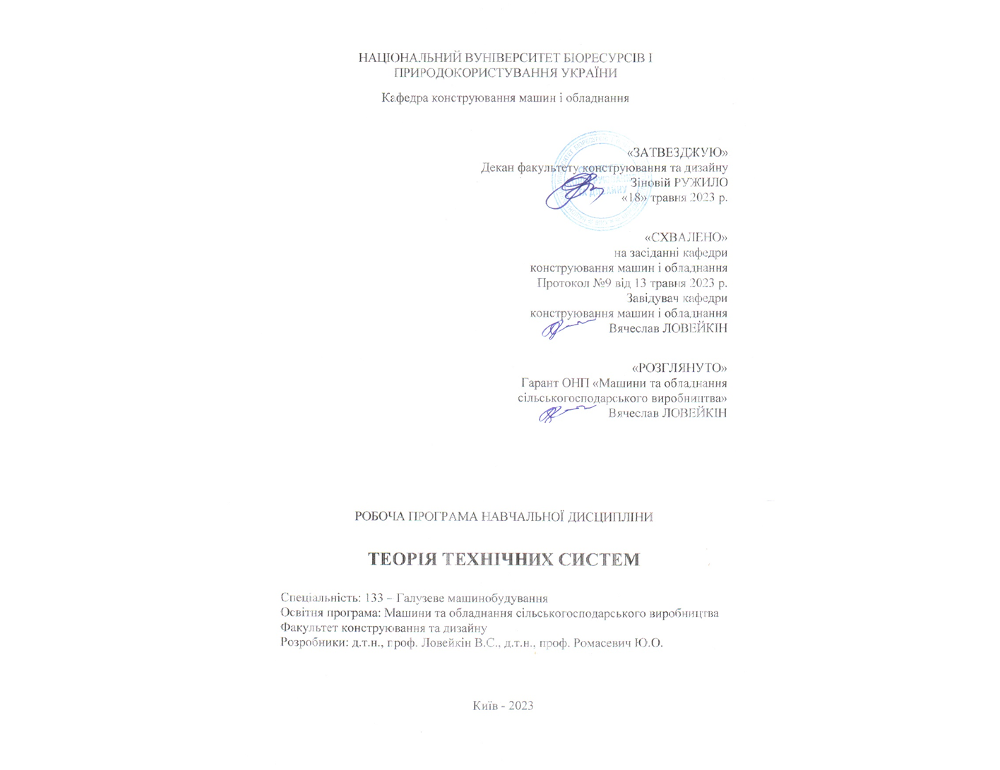 НАЦІОНАЛЬНИЙ ВУНІВЕРСИТЕТ БІОРЕСУРСІВ І
ПРИРОДОКОРИСТУВАННЯ УКРАЇНИ
Кафедра конструювання машин і обладнання
«ЗАТВЕЗДЖУЮ»
Декан факультету конструювання та дизайну
Зіновій РУЖИЛО
«18» травня 2023 р.
«СХВАЛЕНО»
на засіданні кафедри
конструювання машин і обладнання
Протокол №9 від 13 травня 2023 р.
Завідувач кафедри
конструювання машин і обладнання
Вячеслав ЛОВЕЙКІН
«РОЗГЛЯНУТО»
Гарант ОНП «Машини та обладнання
сільськогосподарського виробництва»
Вячеслав ЛОВЕЙКІН
РОБОЧА ПРОГРАМА НАВЧАЛЬНОЇ ДИСЦИПЛІНИ
ТЕОРІЯ ТЕХНІЧНИХ СИСТЕМ
Спеціальність: 133 – Галузеве машинобудування
Освітня програма: Машини та обладнання сільськогосподарського виробництва
Факультет конструювання та дизайну
Розробники: д.т.н., проф. Ловейкін В.С., д.т.н., проф. Ромасевич Ю.О.
Київ - 2023